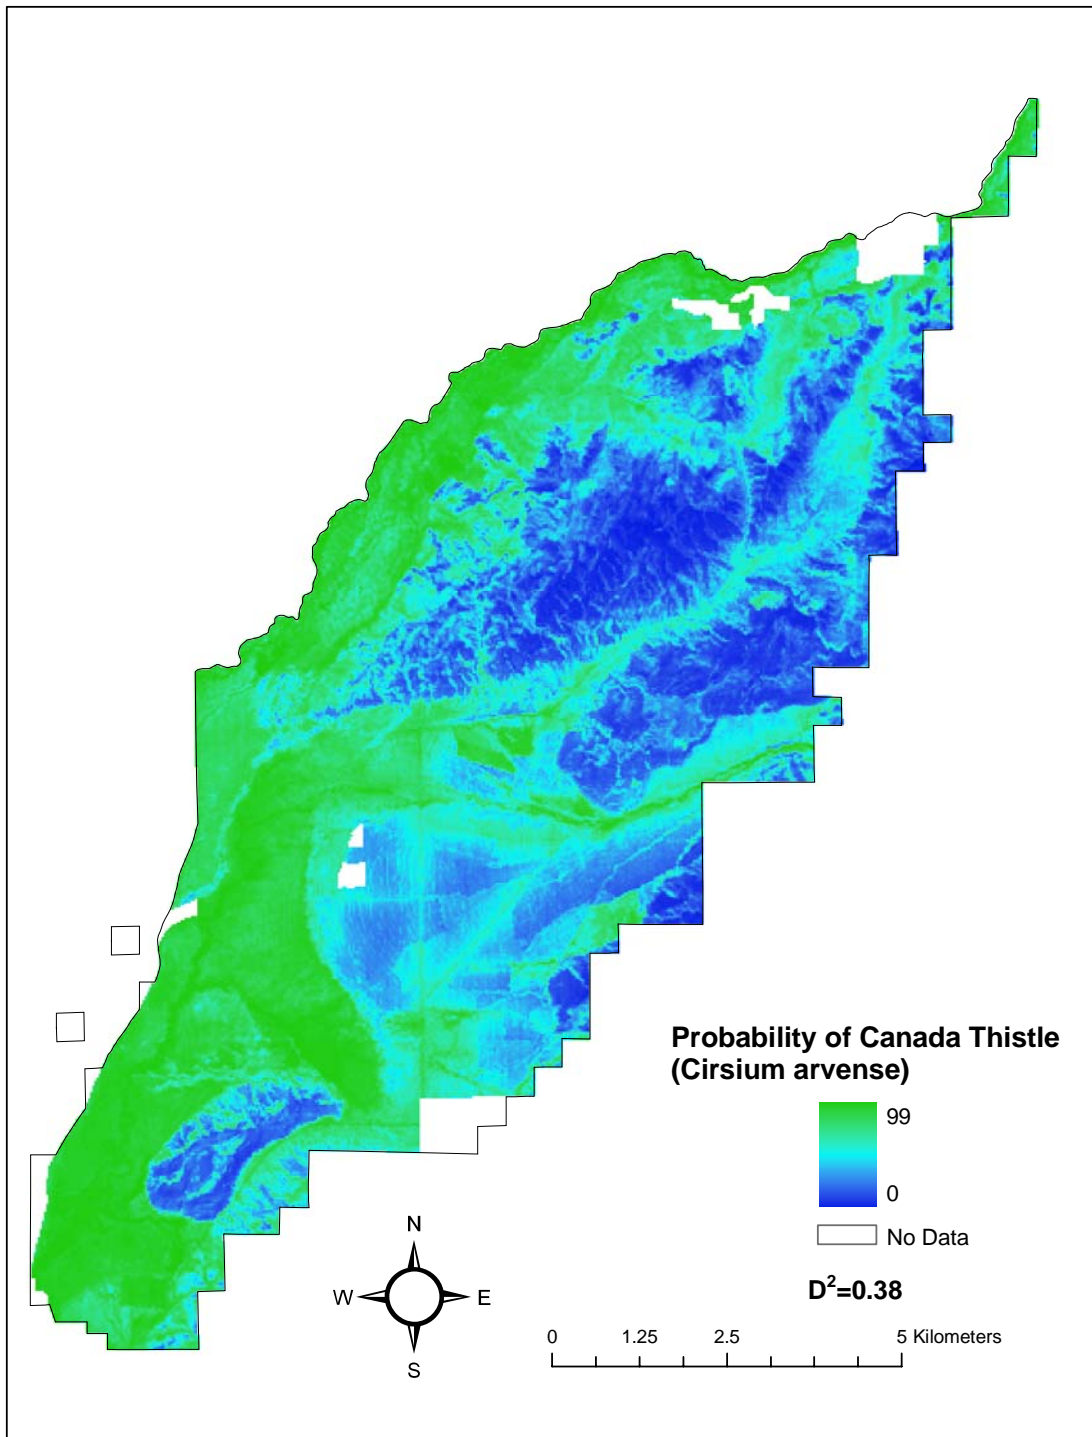 Probability of Canada Thistle
(Cirsium arvense)
99
0
No Data
D²=0.38
N
W E
S
0 1.25 2.5 5 Kilometers